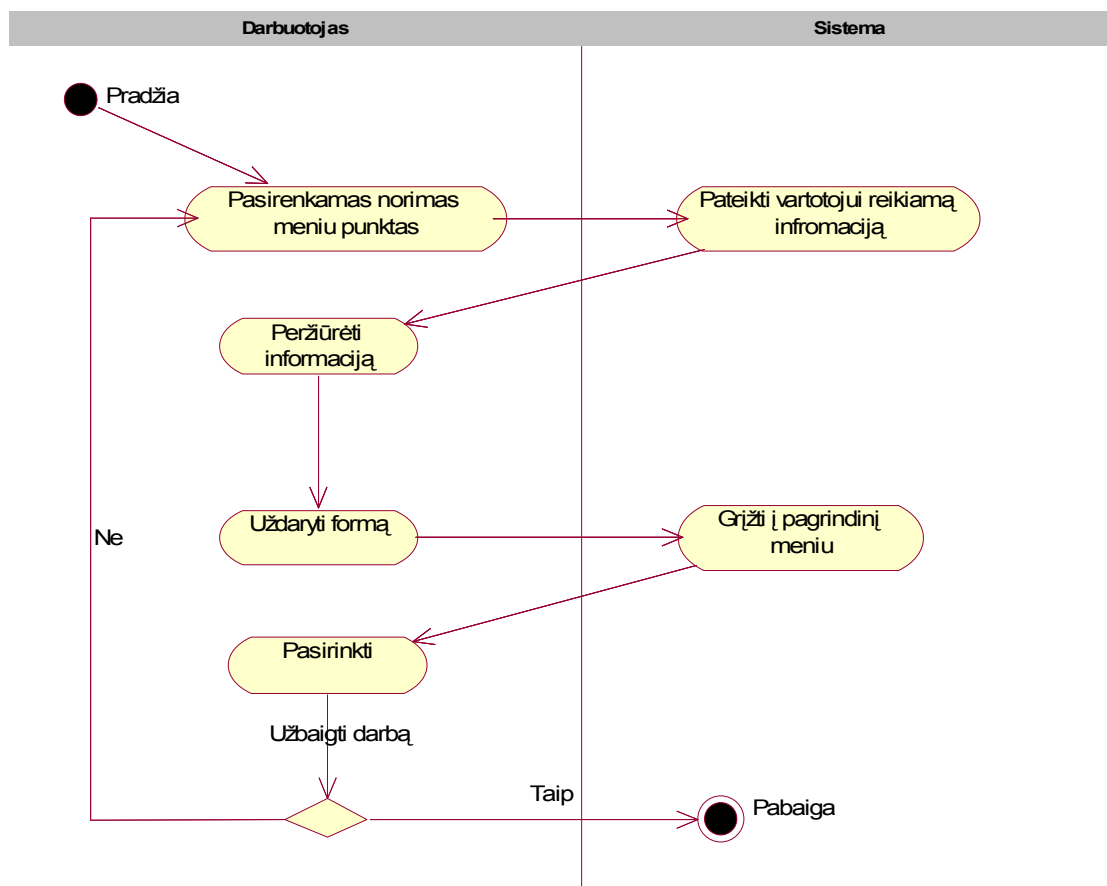 Darbuotojas
Sistema
Pradžia
Pasirenkamas norimas
meniu punktas
Pateikti vartotojui reikiamą
infromaciją
Peržiūrėti
informaciją
Uždaryti formą
Grįžti į pagrindinį
meniu
Ne
Pasirinkti
Užbaigti darbą
Taip
Pabaiga